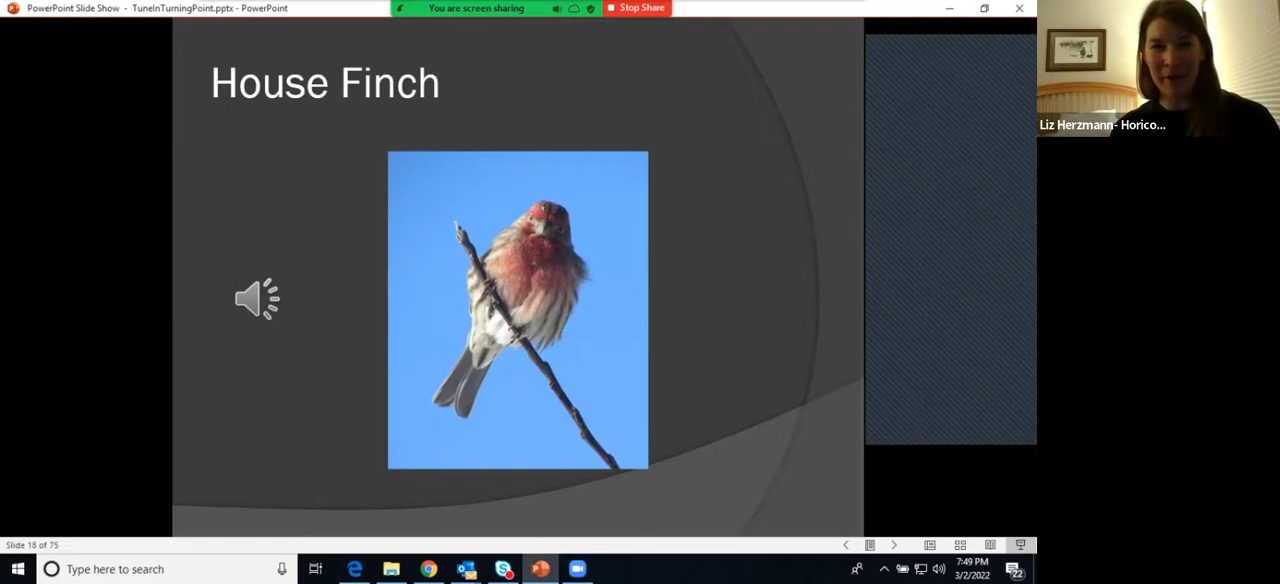 PowerPoint Slide Show - TuneInTurningPoint.pptx - PowerPoint
You are screen sharing
Stop Share
House Finch
Liz Herzmann- Horico...
Slide 18 of 75
Type here to search
7:49 PM
3/2/2022
22